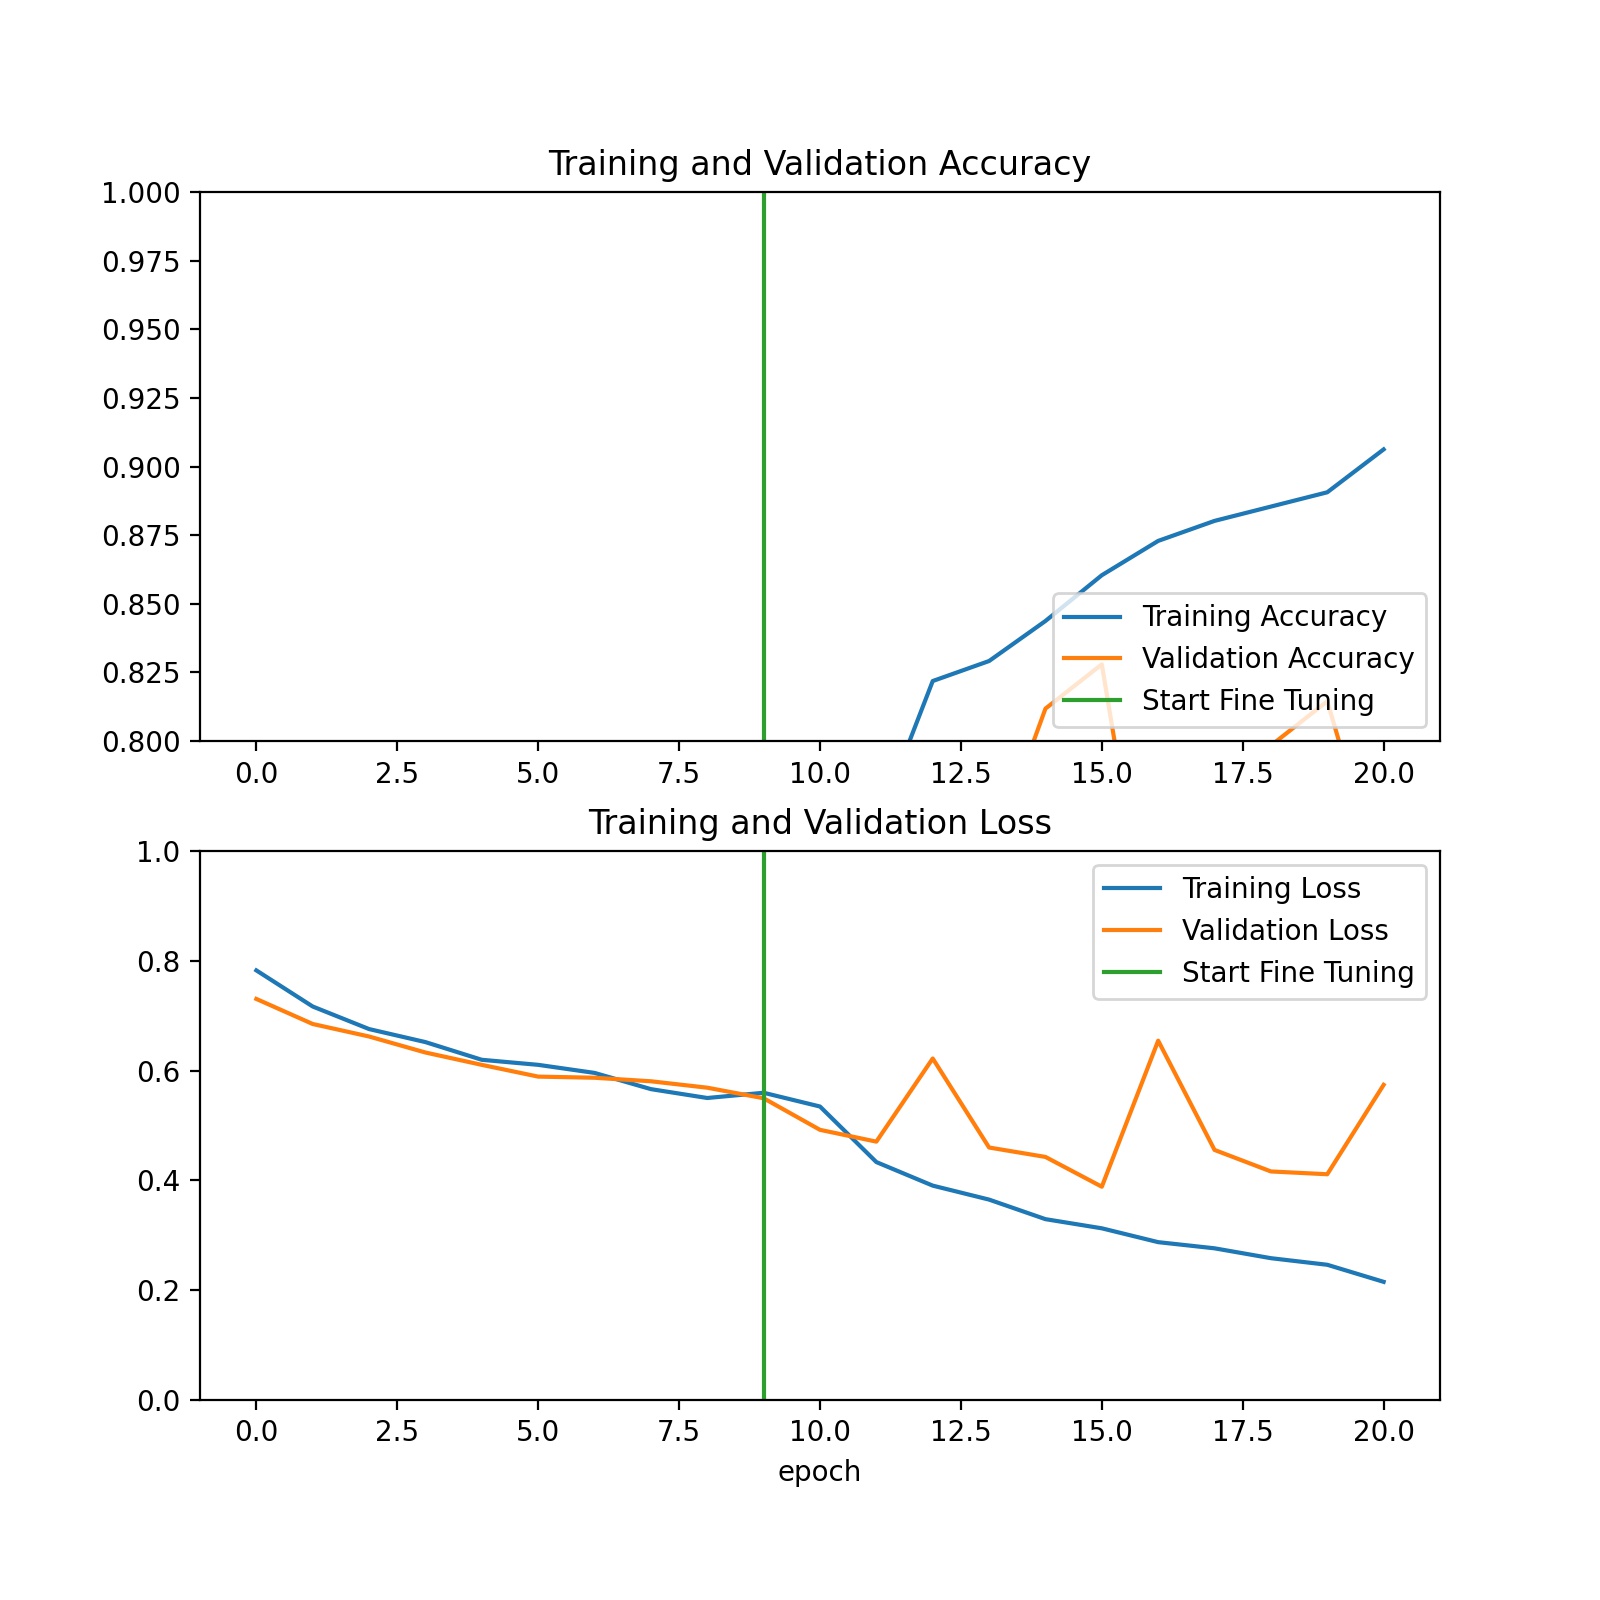 Training and Validation Accuracy
1.000
0.975
0.950
0.925
0.900
0.875
0.850
0.825
0.800
Training Accuracy
Validation Accuracy
Start Fine Tuning
0.0 2.5 5.0 7.5 10.0 12.5 15.0 17.5 20.0
Training and Validation Loss
1.0
0.8
0.6
0.4
0.2
0.0
Training Loss
Validation Loss
Start Fine Tuning
0.0 2.5 5.0 7.5 10.0 12.5 15.0 17.5 20.0
epoch